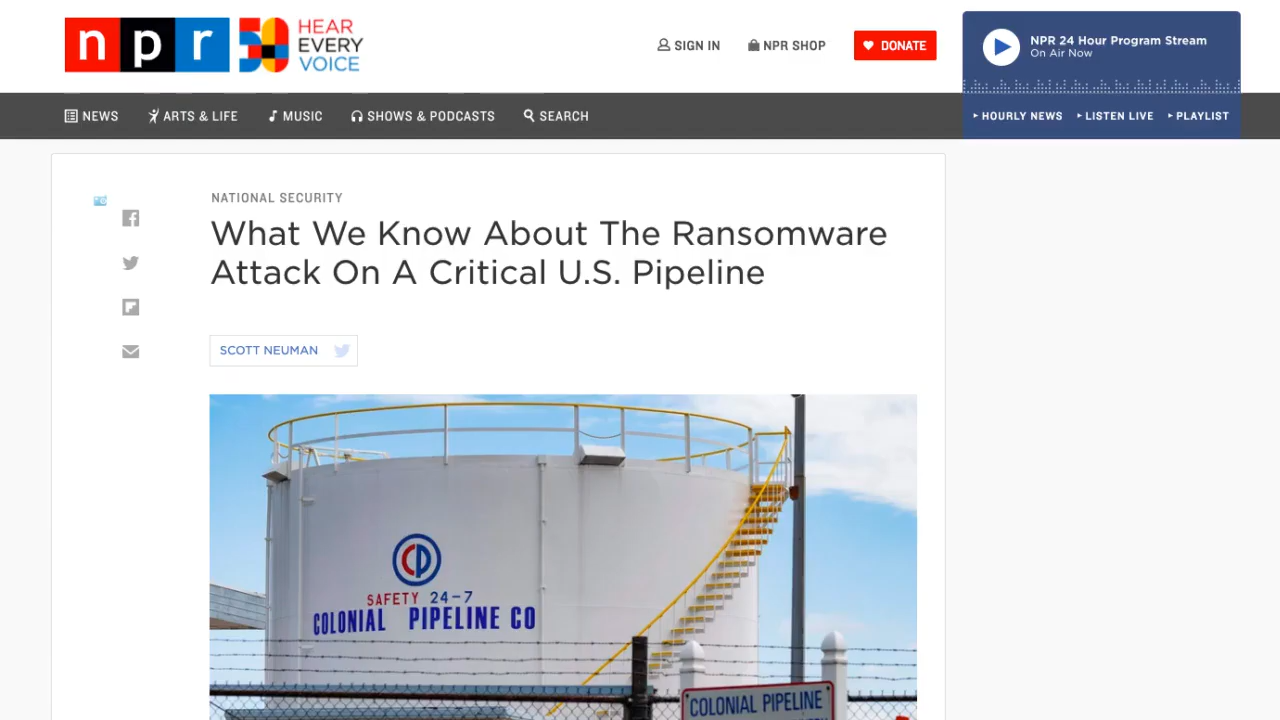 npr
HEAR
EVERY
VOICE
SIGN IN
NPR SHOP
DONATE
NPR 24 Hour Program Stream
On Air Now
NEWS
ARTS & LIFE
MUSIC
SHOWS & PODCASTS
SEARCH
HOURLY NEWS
LISTEN LIVE
PLAYLIST
NATIONAL SECURITY
What We Know About The Ransomware
Attack On A Critical U.S. Pipeline
SCOTT NEUMAN
CP
SAFETY 24-7
COLONIAL PIPELINE CO
COLONIAL PIPELINE